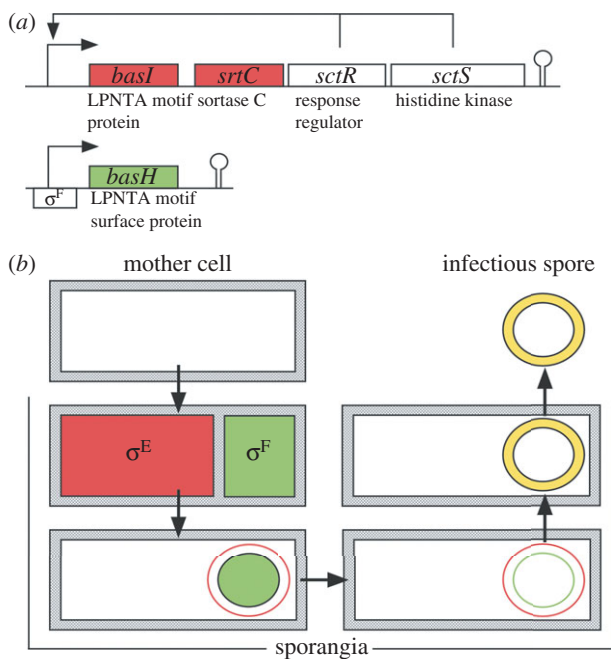 (a)
basI srtC sctR sctS
LPNTA motif sortase C response histidine kinase
protein regulator
basH
σF LPNTA motif
surface protein
(b) mother cell infectious spore
σE σF
sporangia